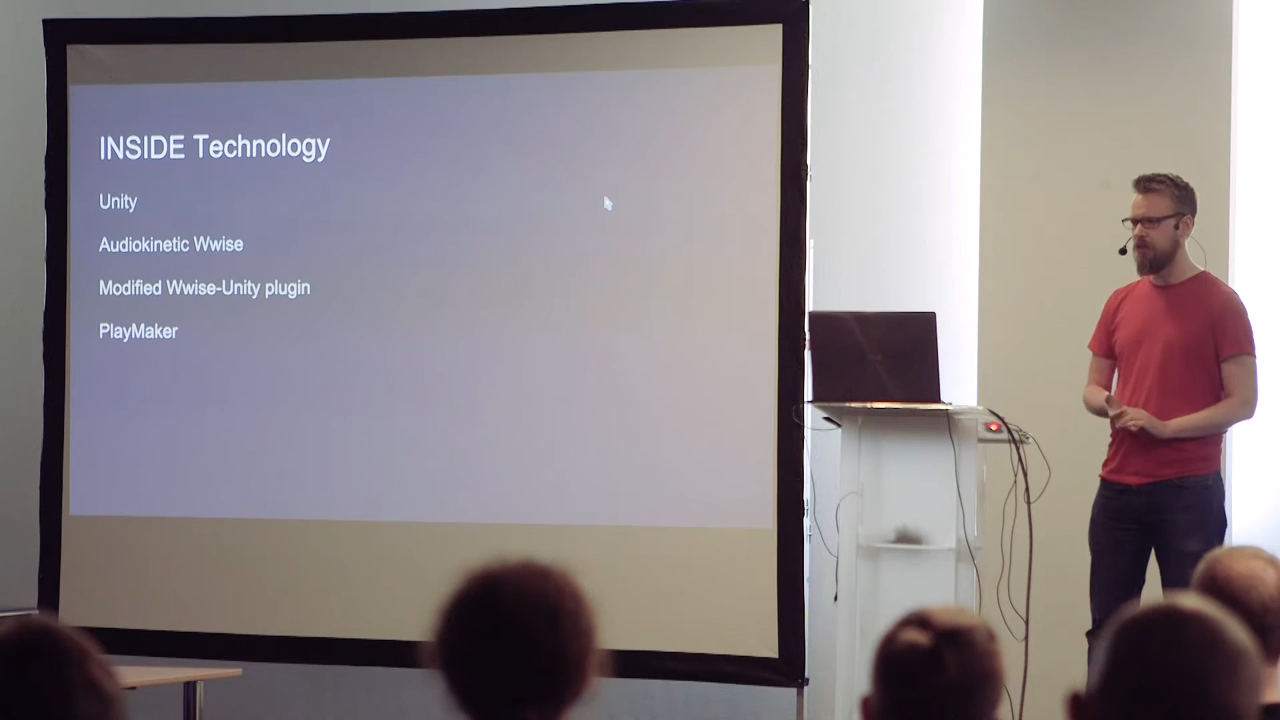 INSIDE Technology
Unity
Audiokinetic Wwise
Modified Wwise-Unity plugin
PlayMaker